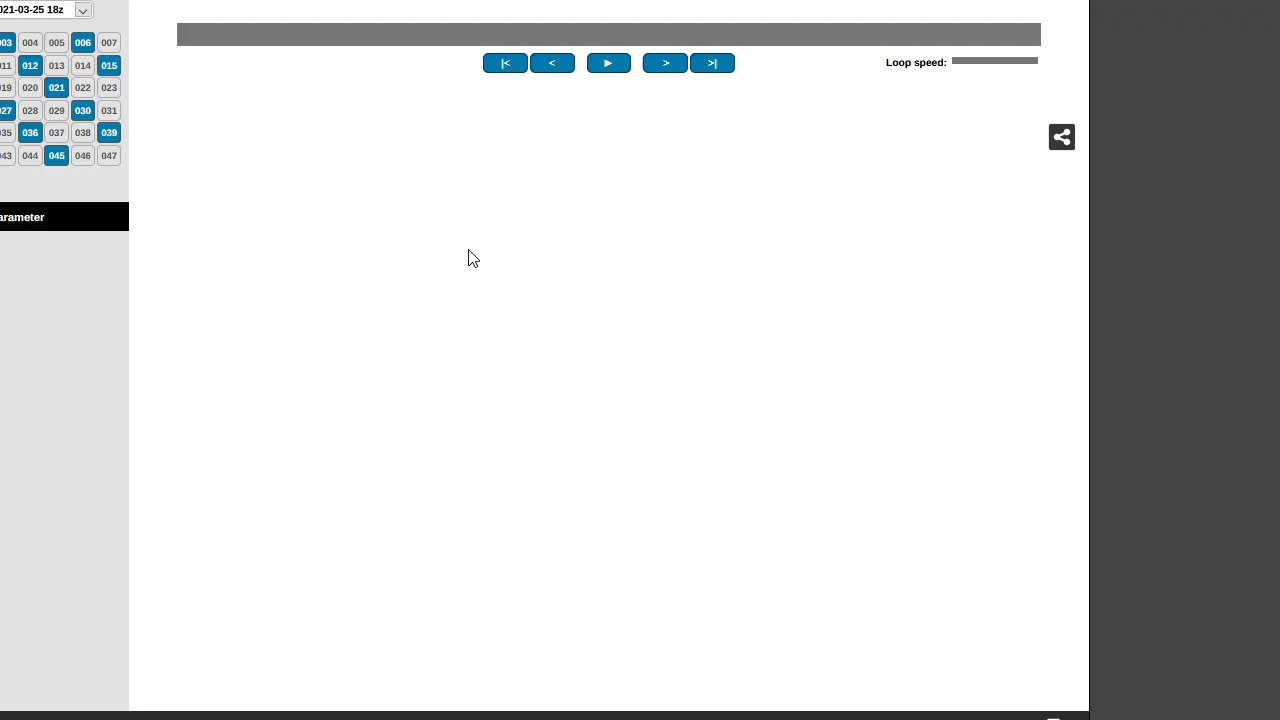 021-03-25 18z
|< < ▶ > >| Loop speed:
003 004 005 006 007
011 012 013 014 015
019 020 021 022 023
027 028 029 030 031
035 036 037 038 039
043 044 045 046 047
arameter